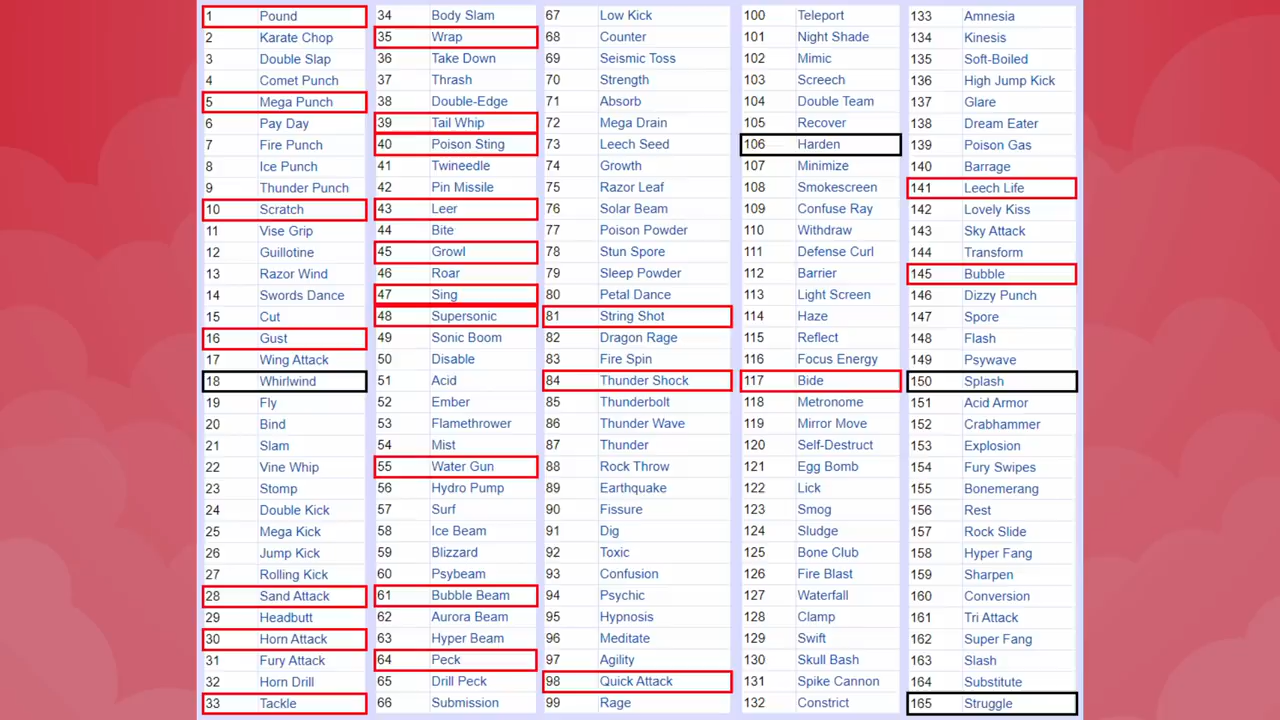 1 Pound
2 Karate Chop
3 Double Slap
4 Comet Punch
5 Mega Punch
6 Pay Day
7 Fire Punch
8 Ice Punch
9 Thunder Punch
10 Scratch
11 Vise Grip
12 Guillotine
13 Razor Wind
14 Swords Dance
15 Cut
16 Gust
17 Wing Attack
18 Whirlwind
19 Fly
20 Bind
21 Slam
22 Vine Whip
23 Stomp
24 Double Kick
25 Mega Kick
26 Jump Kick
27 Rolling Kick
28 Sand Attack
29 Headbutt
30 Horn Attack
31 Fury Attack
32 Horn Drill
33 Tackle
34 Body Slam
35 Wrap
36 Take Down
37 Thrash
38 Double-Edge
39 Tail Whip
40 Poison Sting
41 Twineedle
42 Pin Missile
43 Leer
44 Bite
45 Growl
46 Roar
47 Sing
48 Supersonic
49 Sonic Boom
50 Disable
51 Acid
52 Ember
53 Flamethrower
54 Mist
55 Water Gun
56 Hydro Pump
57 Surf
58 Ice Beam
59 Blizzard
60 Psybeam
61 Bubble Beam
62 Aurora Beam
63 Hyper Beam
64 Peck
65 Drill Peck
66 Submission
67 Low Kick
68 Counter
69 Seismic Toss
70 Strength
71 Absorb
72 Mega Drain
73 Leech Seed
74 Growth
75 Razor Leaf
76 Solar Beam
77 Poison Powder
78 Stun Spore
79 Sleep Powder
80 Petal Dance
81 String Shot
82 Dragon Rage
83 Fire Spin
84 Thunder Shock
85 Thunderbolt
86 Thunder Wave
87 Thunder
88 Rock Throw
89 Earthquake
90 Fissure
91 Dig
92 Toxic
93 Confusion
94 Psychic
95 Hypnosis
96 Meditate
97 Agility
98 Quick Attack
99 Rage
100 Teleport
101 Night Shade
102 Mimic
103 Screech
104 Double Team
105 Recover
106 Harden
107 Minimize
108 Smokescreen
109 Confuse Ray
110 Withdraw
111 Defense Curl
112 Barrier
113 Light Screen
114 Haze
115 Reflect
116 Focus Energy
117 Bide
118 Metronome
119 Mirror Move
120 Self-Destruct
121 Egg Bomb
122 Lick
123 Smog
124 Sludge
125 Bone Club
126 Fire Blast
127 Waterfall
128 Clamp
129 Swift
130 Skull Bash
131 Spike Cannon
132 Constrict
133 Amnesia
134 Kinesis
135 Soft-Boiled
136 High Jump Kick
137 Glare
138 Dream Eater
139 Poison Gas
140 Barrage
141 Leech Life
142 Lovely Kiss
143 Sky Attack
144 Transform
145 Bubble
146 Dizzy Punch
147 Spore
148 Flash
149 Psywave
150 Splash
151 Acid Armor
152 Crabhammer
153 Explosion
154 Fury Swipes
155 Bonemerang
156 Rest
157 Rock Slide
158 Hyper Fang
159 Sharpen
160 Conversion
161 Tri Attack
162 Super Fang
163 Slash
164 Substitute
165 Struggle